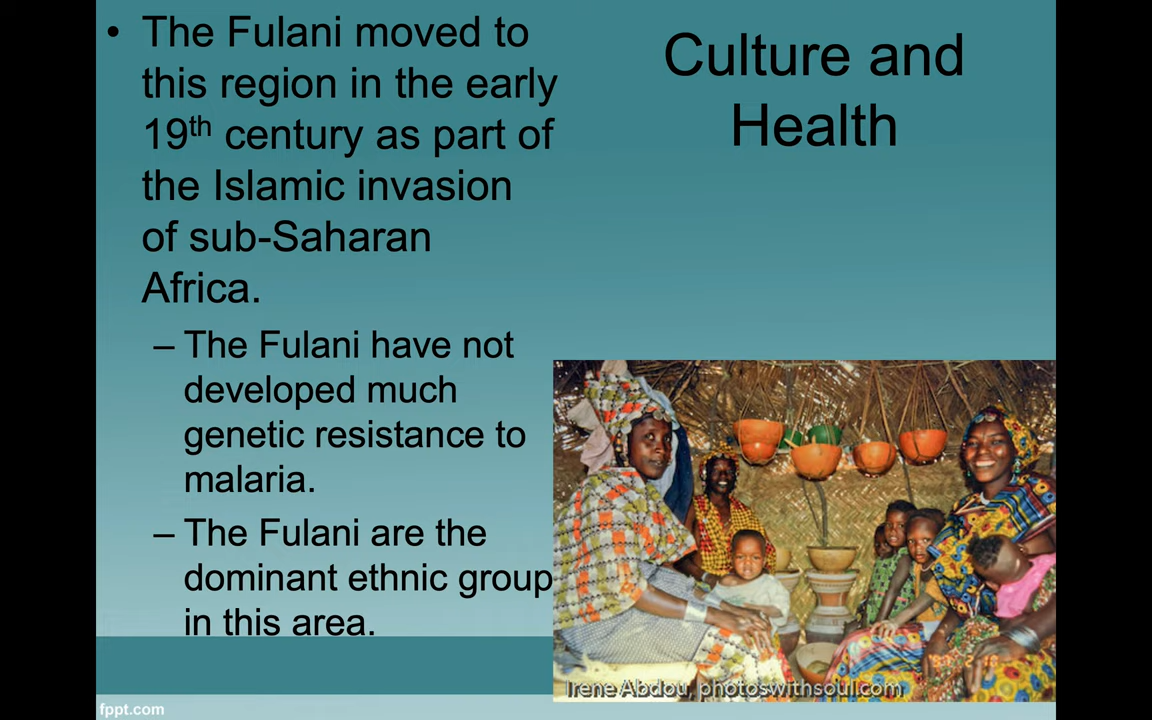 • The Fulani moved to
this region in the early
19th century as part of
the Islamic invasion
of sub-Saharan
Africa.
– The Fulani have not
developed much
genetic resistance to
malaria.
– The Fulani are the
dominant ethnic group
in this area.
Culture and
Health
Irene Abdou, photoswithsoul.com
fppt.com